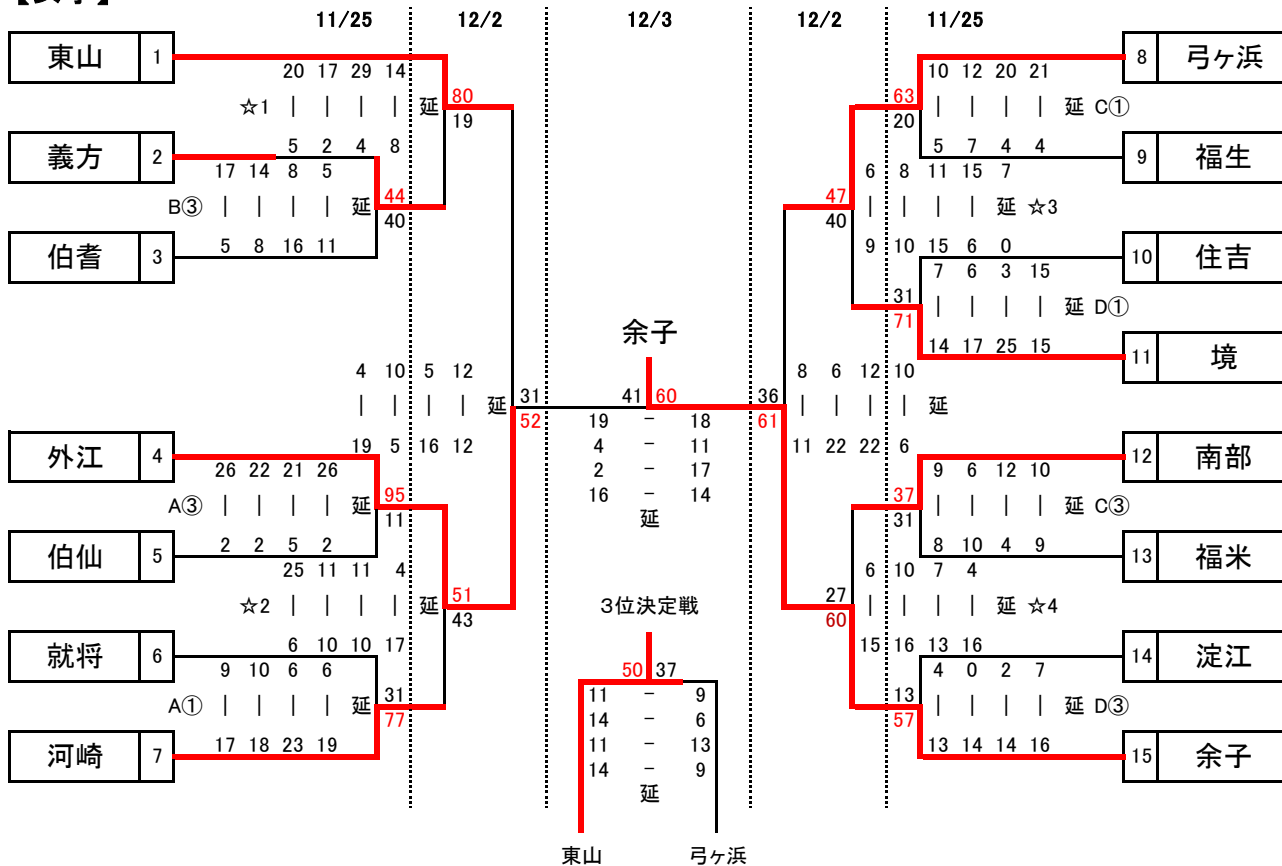 11/25 12/2 12/3 12/2 11/25
東山 1 8 弓ヶ浜
20 17 29 14 80 63 10 12 20 21
☆1 | | | | 延 19 20 | | | | 延 C①
義方 2 5 2 4 8 5 7 4 4 9 福生
17 14 8 5 44 47 6 8 11 15 7
B③ | | | | 延 40 40 | | | | 延 ☆3
伯耆 3 5 8 16 11 9 10 15 6 0 10 住吉
31 7 6 3 15
71 | | | | 延 D①
余子 14 17 25 15 11 境
4 10 5 12 31 41 60 36 8 6 12 10
| | | | 延 52 61 | | | | 延
19 5 16 12 19 - 18 11 22 22 6
4 - 11
2 - 17
16 - 14
延
外江 4 12 南部
26 22 21 26 95 37 9 6 12 10
A③ | | | | 延 11 31 | | | | 延 C③
伯仙 5 2 2 5 2 8 10 4 9 13 福米
25 11 11 4 51 27 6 10 7 4
☆2 | | | | 延 43 3位決定戦 60 | | | | 延 ☆4
就将 6 6 10 10 17 15 16 13 16 14 淀江
9 10 6 6 31 50 37 13 4 0 2 7
A① | | | | 延 77 57 | | | | 延 D③
河崎 7 17 18 23 19 13 14 14 16 15 余子
11 - 9
14 - 6
11 - 13
14 - 9
延
東山 弓ヶ浜